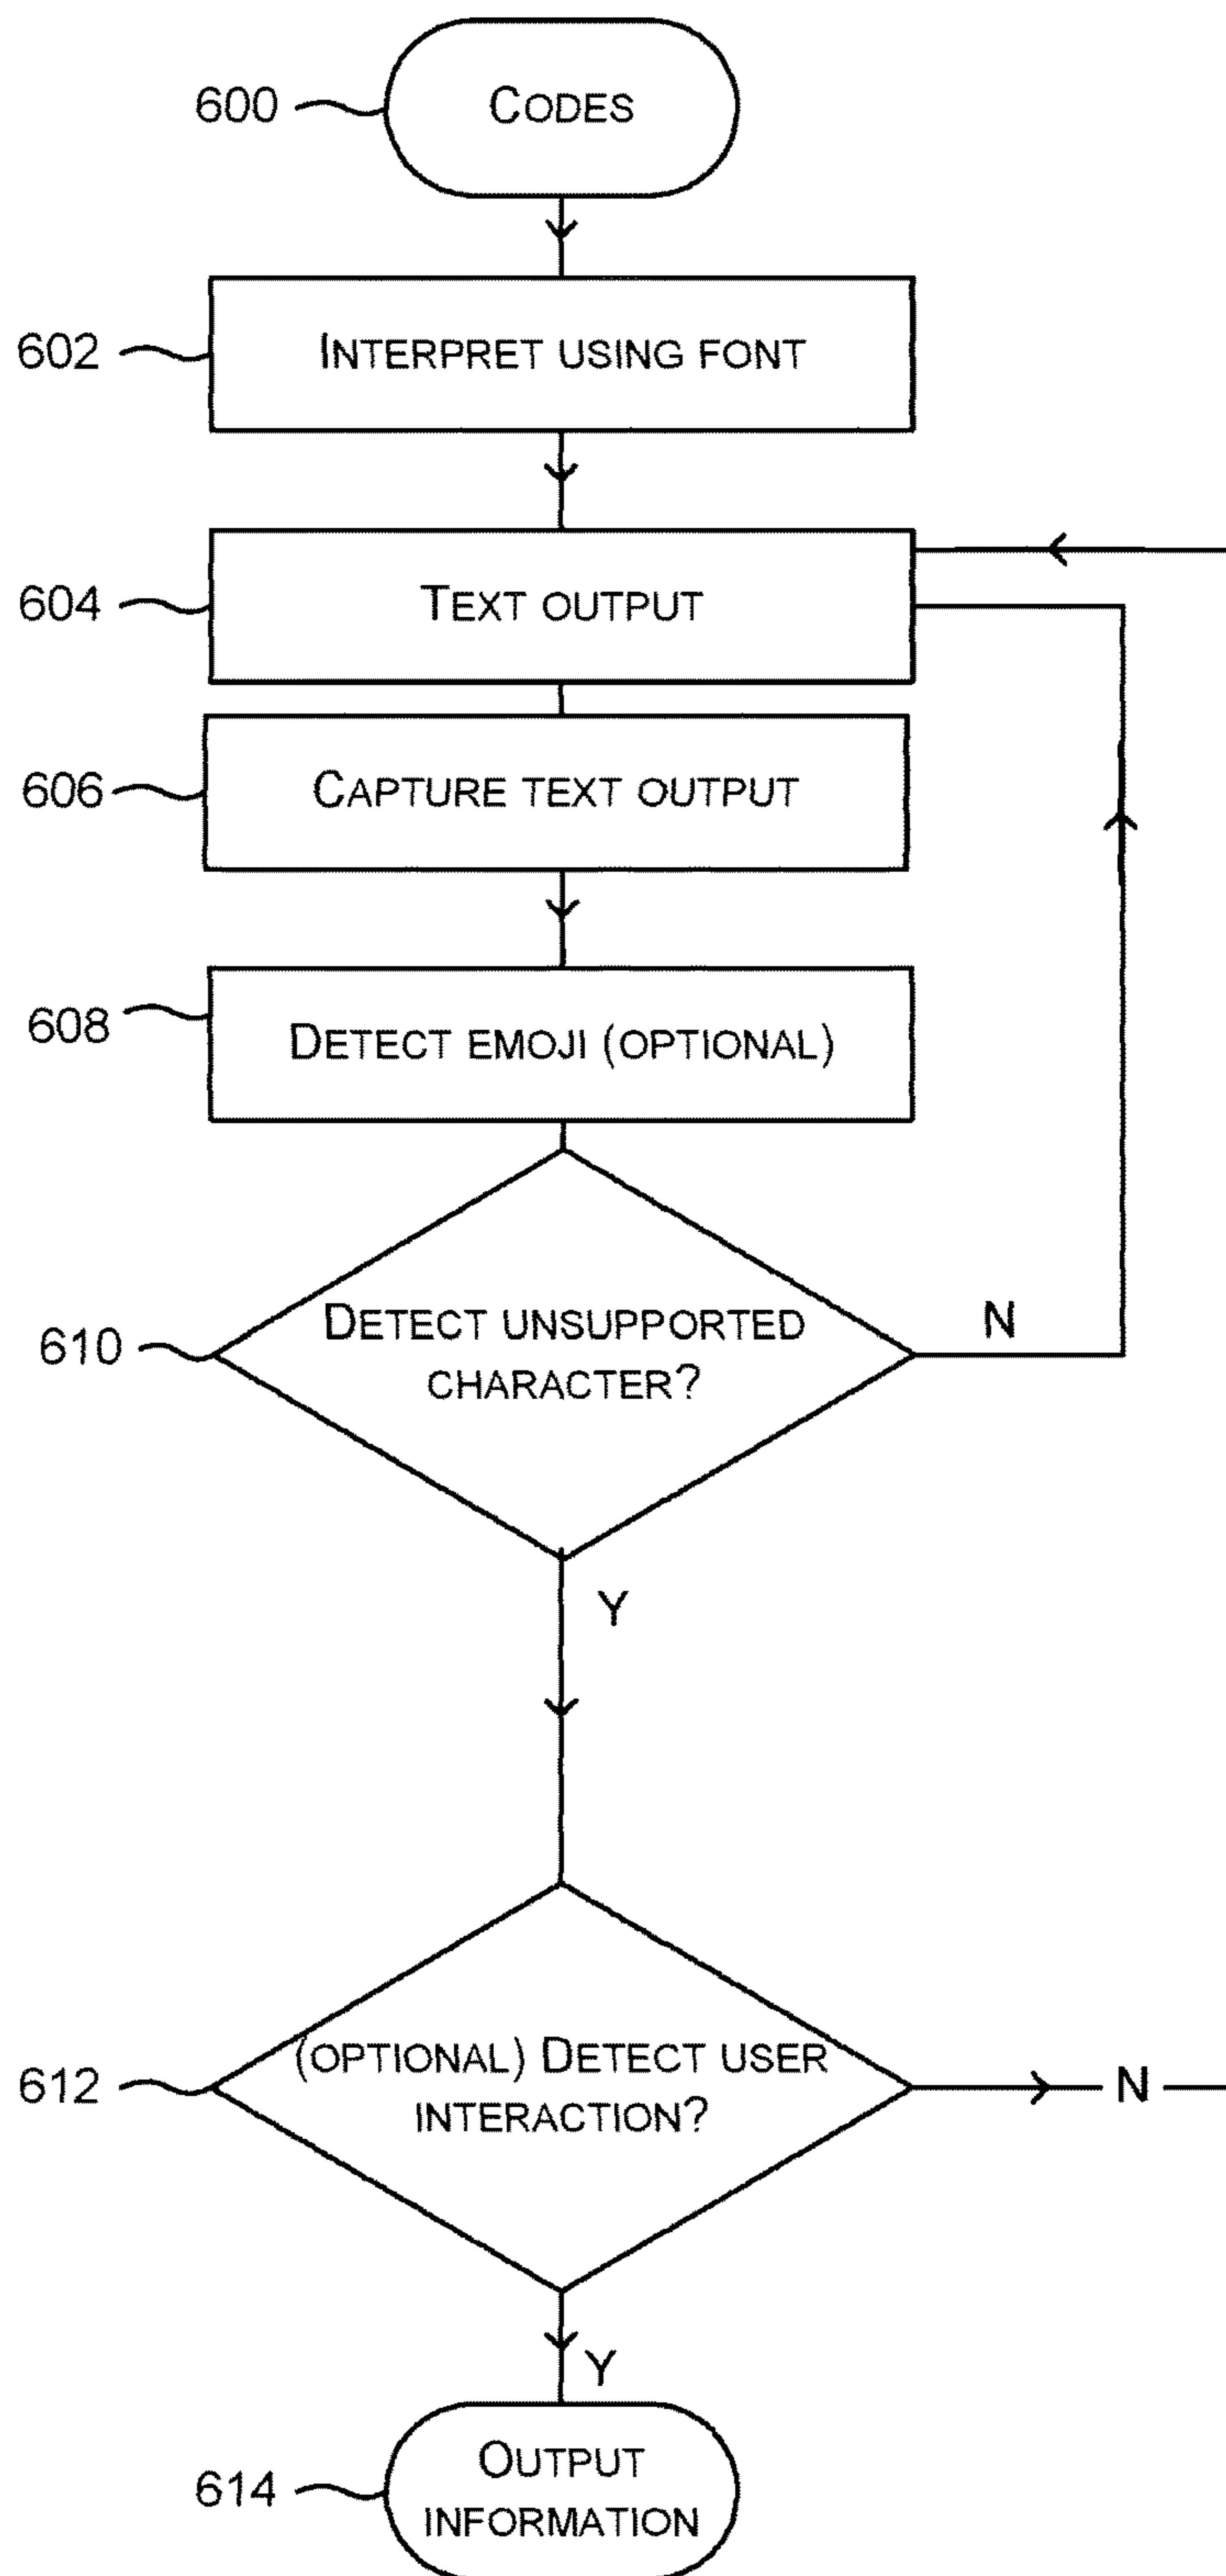 600
CODES
602
INTERPRET USING FONT
604
TEXT OUTPUT
606
CAPTURE TEXT OUTPUT
608
DETECT EMOJI (OPTIONAL)
610
DETECT UNSUPPORTED
CHARACTER?
N
Y
612
(OPTIONAL) DETECT USER
INTERACTION?
N
Y
614
OUTPUT
INFORMATION